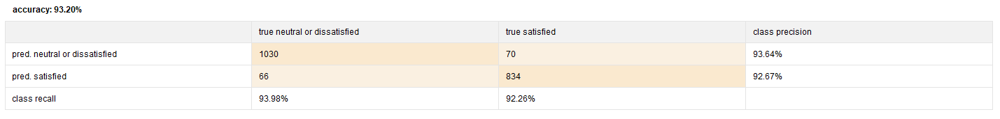 accuracy: 93.20%
true neutral or dissatisfied true satisfied class precision
pred. neutral or dissatisfied 1030 70 93.64%
pred. satisfied 66 834 92.67%
class recall 93.98% 92.26%